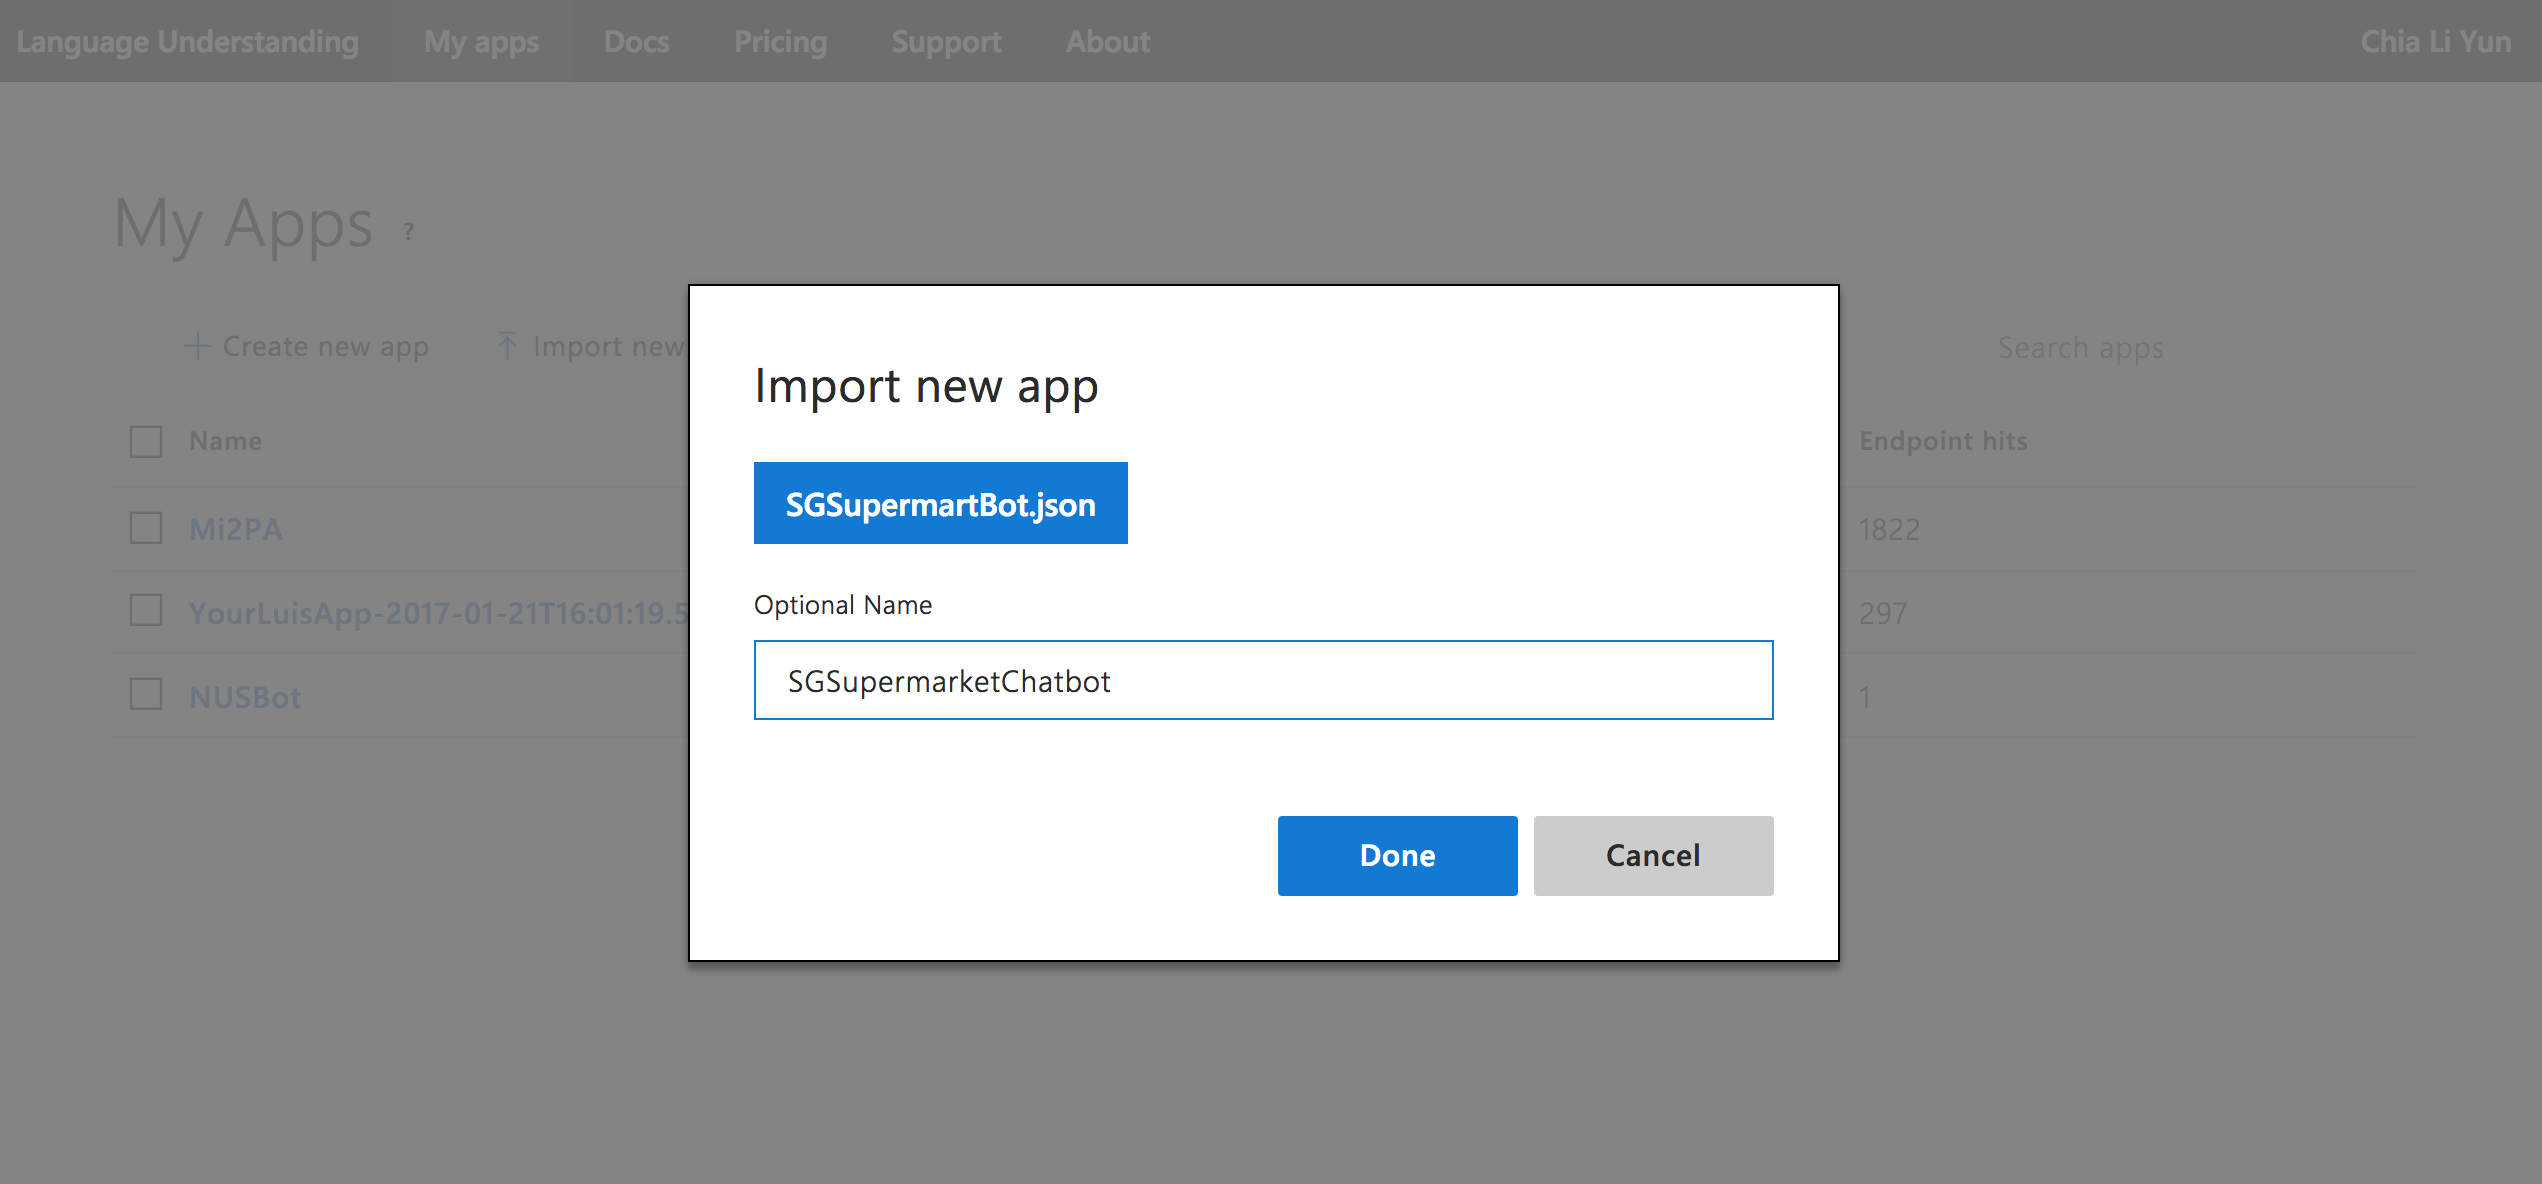 Language Understanding My apps Docs Pricing Support About Chia Li Yun
My Apps ?
Create new app Import new Search apps
Name Endpoint hits
Mi2PA 1822
YourLuisApp-2017-01-21T16:01:19.5 297
NUSBot 1
Import new app
SGSupermartBot.json
Optional Name
SGSupermarketChatbot
Done Cancel